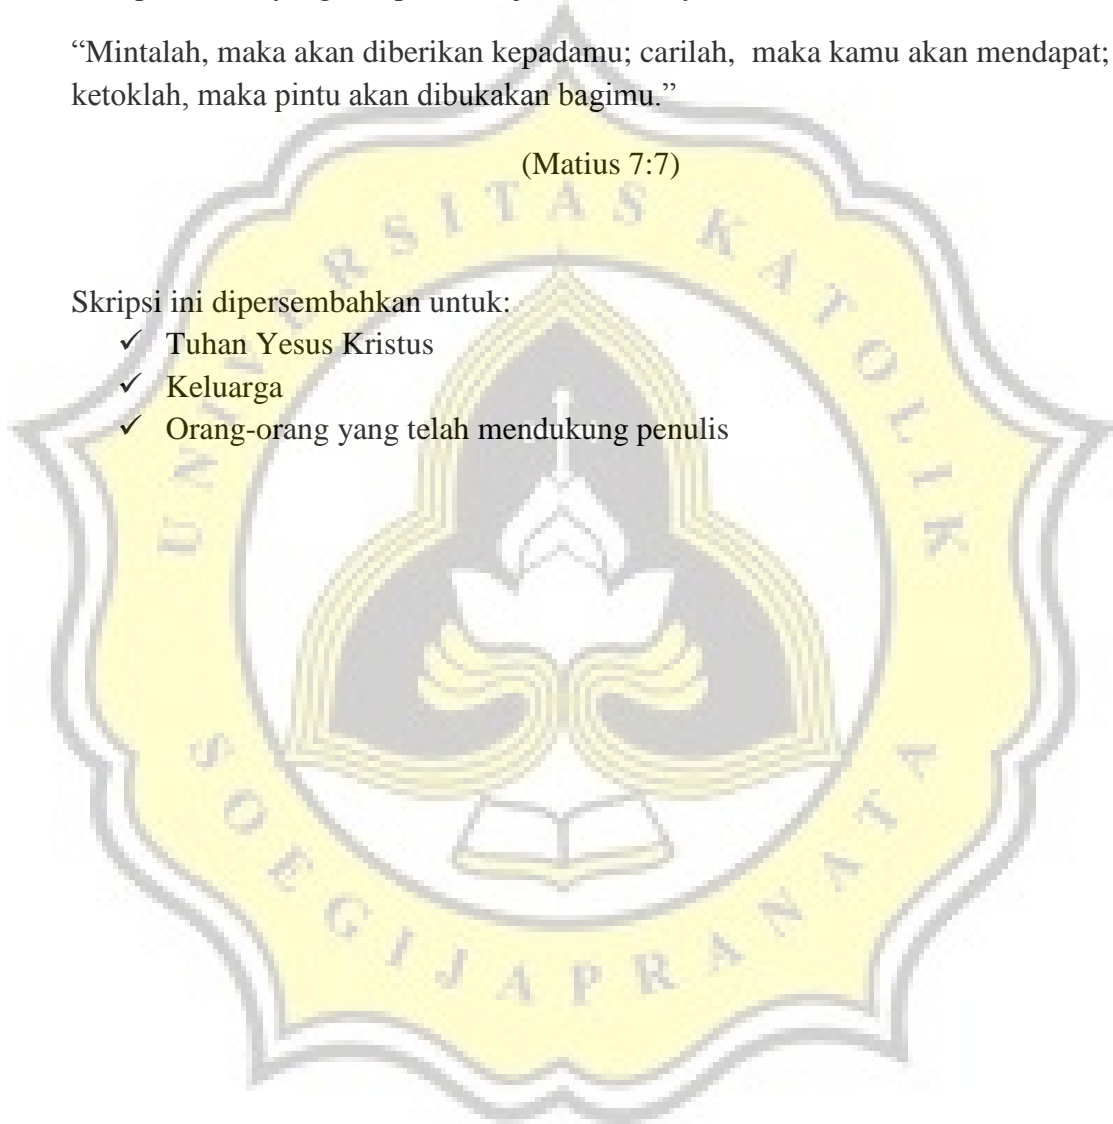 “Mintalah, maka akan diberikan kepadamu; carilah, maka kamu akan mendapat;
ketoklah, maka pintu akan dibukakan bagimu.”
(Matius 7:7)
Skripsi ini dipersembahkan untuk:
✓ Tuhan Yesus Kristus
✓ Keluarga
✓ Orang-orang yang telah mendukung penulis
UNIVERSITAS KATOLIK
SOEGIJAPRANATA